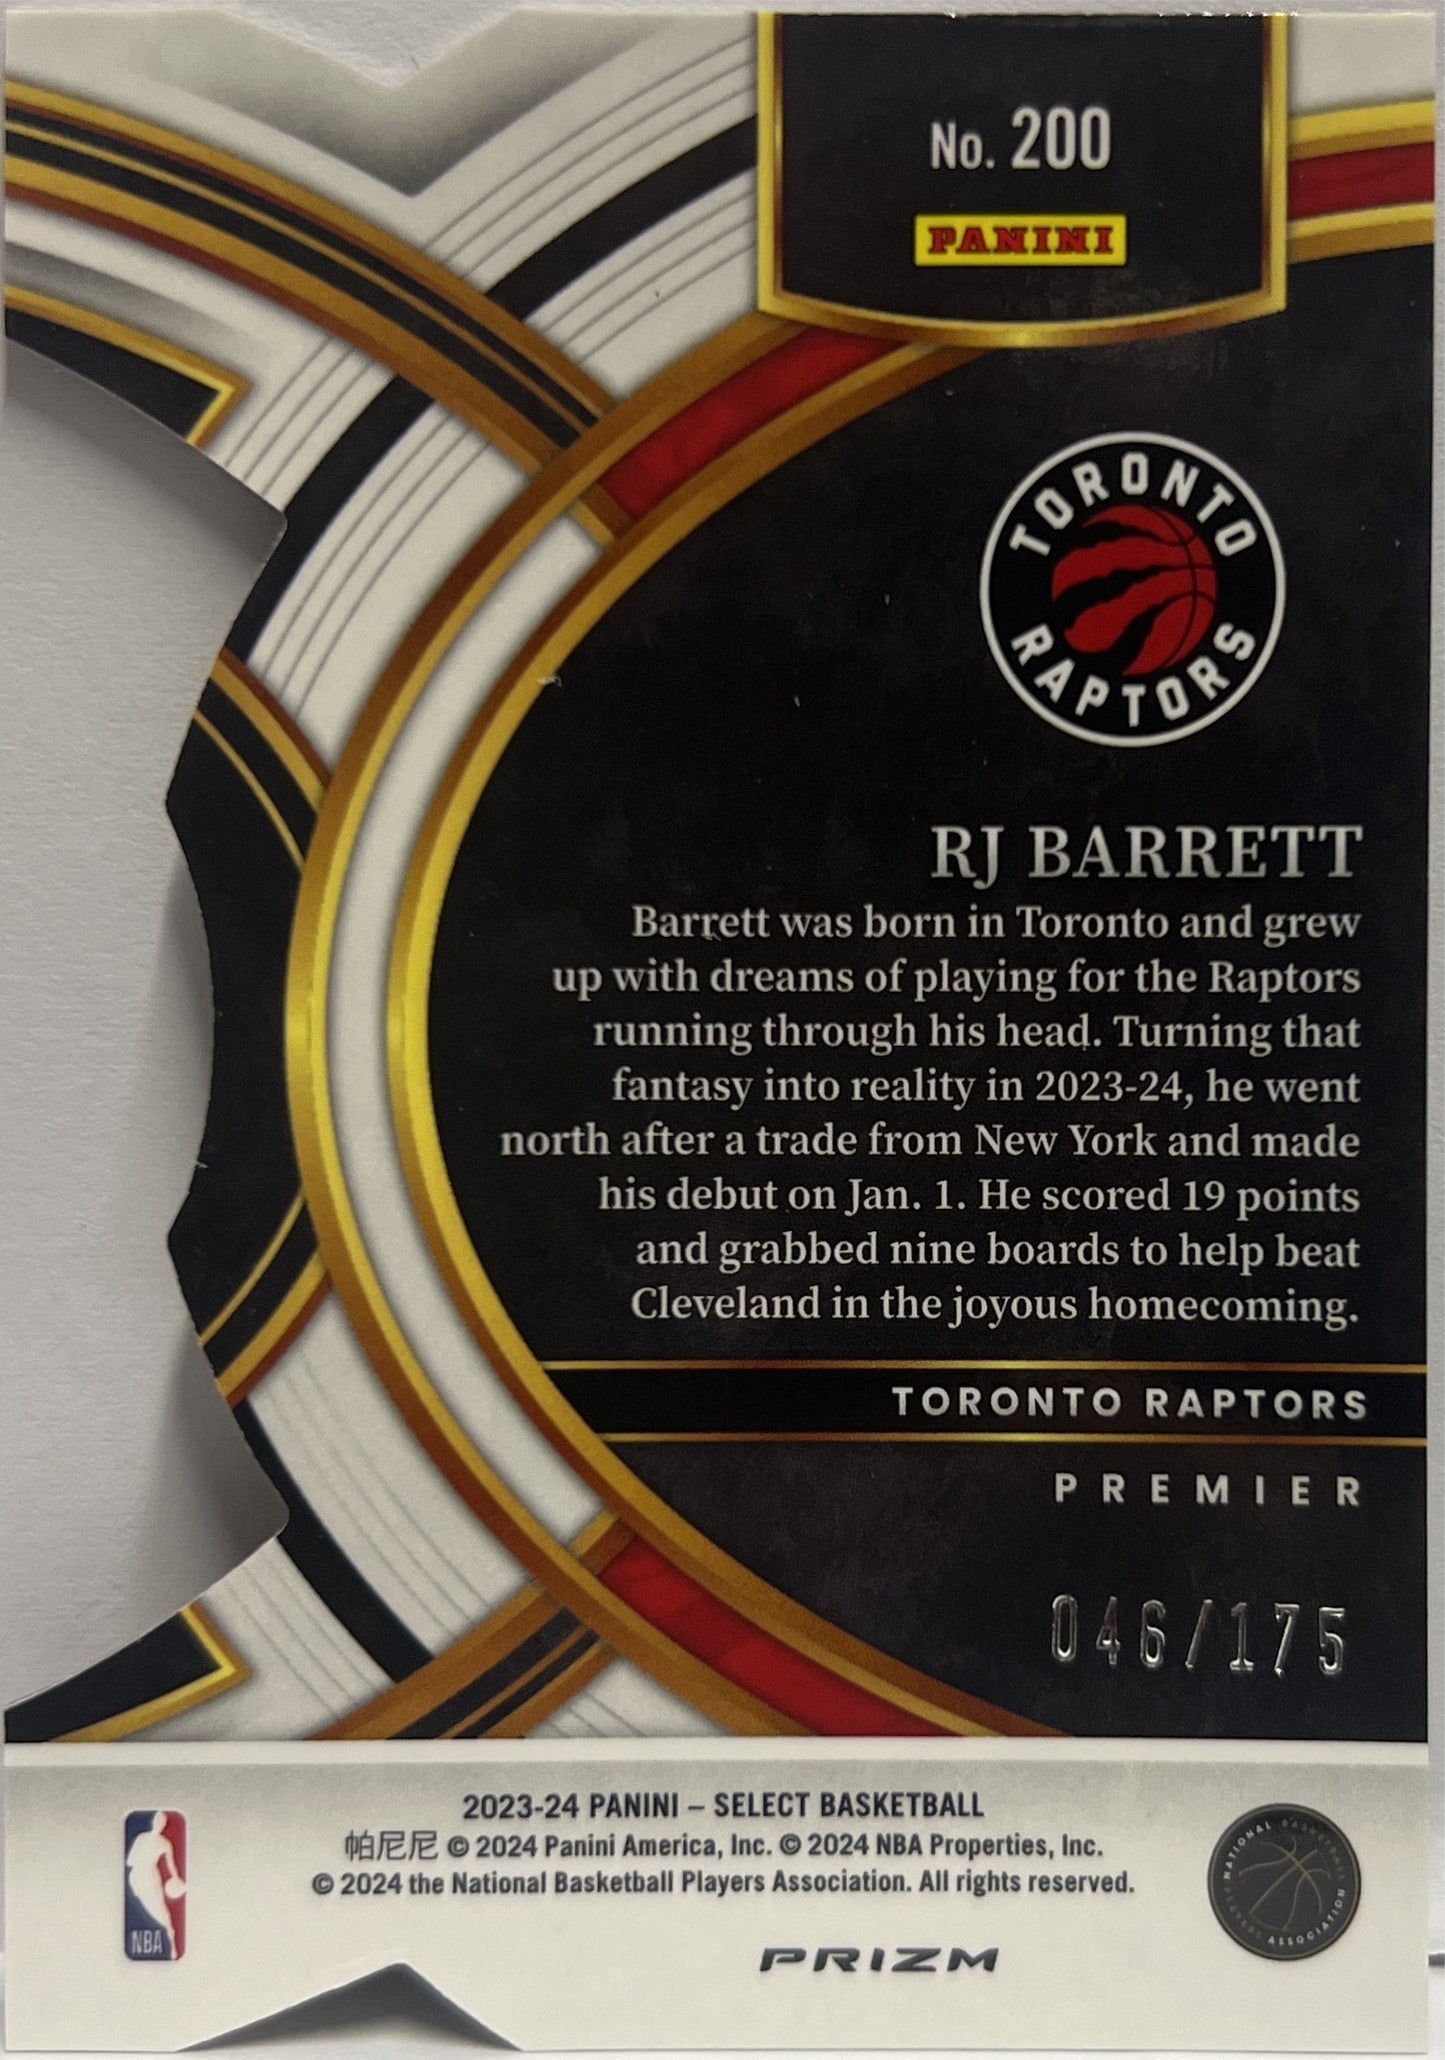 No. 200
PANINI
TORONTO
RAPTORS
RJ BARRETT
Barrett was born in Toronto and grew
up with dreams of playing for the Raptors
running through his head. Turning that
fantasy into reality in 2023-24, he went
north after a trade from New York and made
his debut on Jan. 1. He scored 19 points
and grabbed nine boards to help beat
Cleveland in the joyous homecoming.
TORONTO RAPTORS
PREMIER
046/175
2023-24 PANINI – SELECT BASKETBALL
帕尼尼 © 2024 Panini America, Inc. © 2024 NBA Properties, Inc.
© 2024 the National Basketball Players Association. All rights reserved.
NBA
NATIONAL BASKETBALL
PLAYERS ASSOCIATION
PRIZM